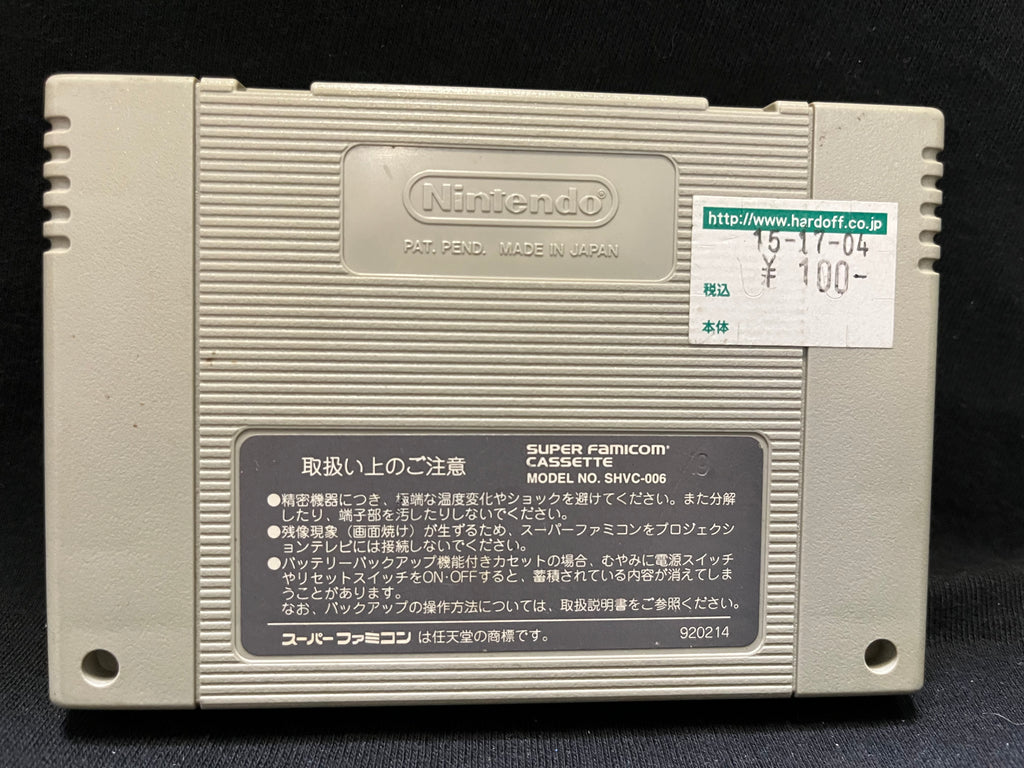 Nintendo®
PAT. PEND. MADE IN JAPAN
http://www.hardoff.co.jp
15-17-04
¥ 100-
税込
本体
取扱い上のご注意
SUPER FAMICOM
CASSETTE
MODEL NO. SHVC-006
●精密機器につき、極端な温度変化やショックを避けてください。また分解
したり、端子部を汚したりしないでください。
●残像現象（画面焼け）が生ずるため、スーパーファミコンをプロジェクシ
ョンテレビには接続しないでください。
●バッテリーバックアップ機能付きカセットの場合、むやみに電源スイッチ
やリセットスイッチをON·OFFすると、蓄積されている内容が消えてしま
うことがあります。
なお、バックアップの操作方法については、取扱説明書をご参照ください。
スーパーファミコン は任天堂の商標です。
920214